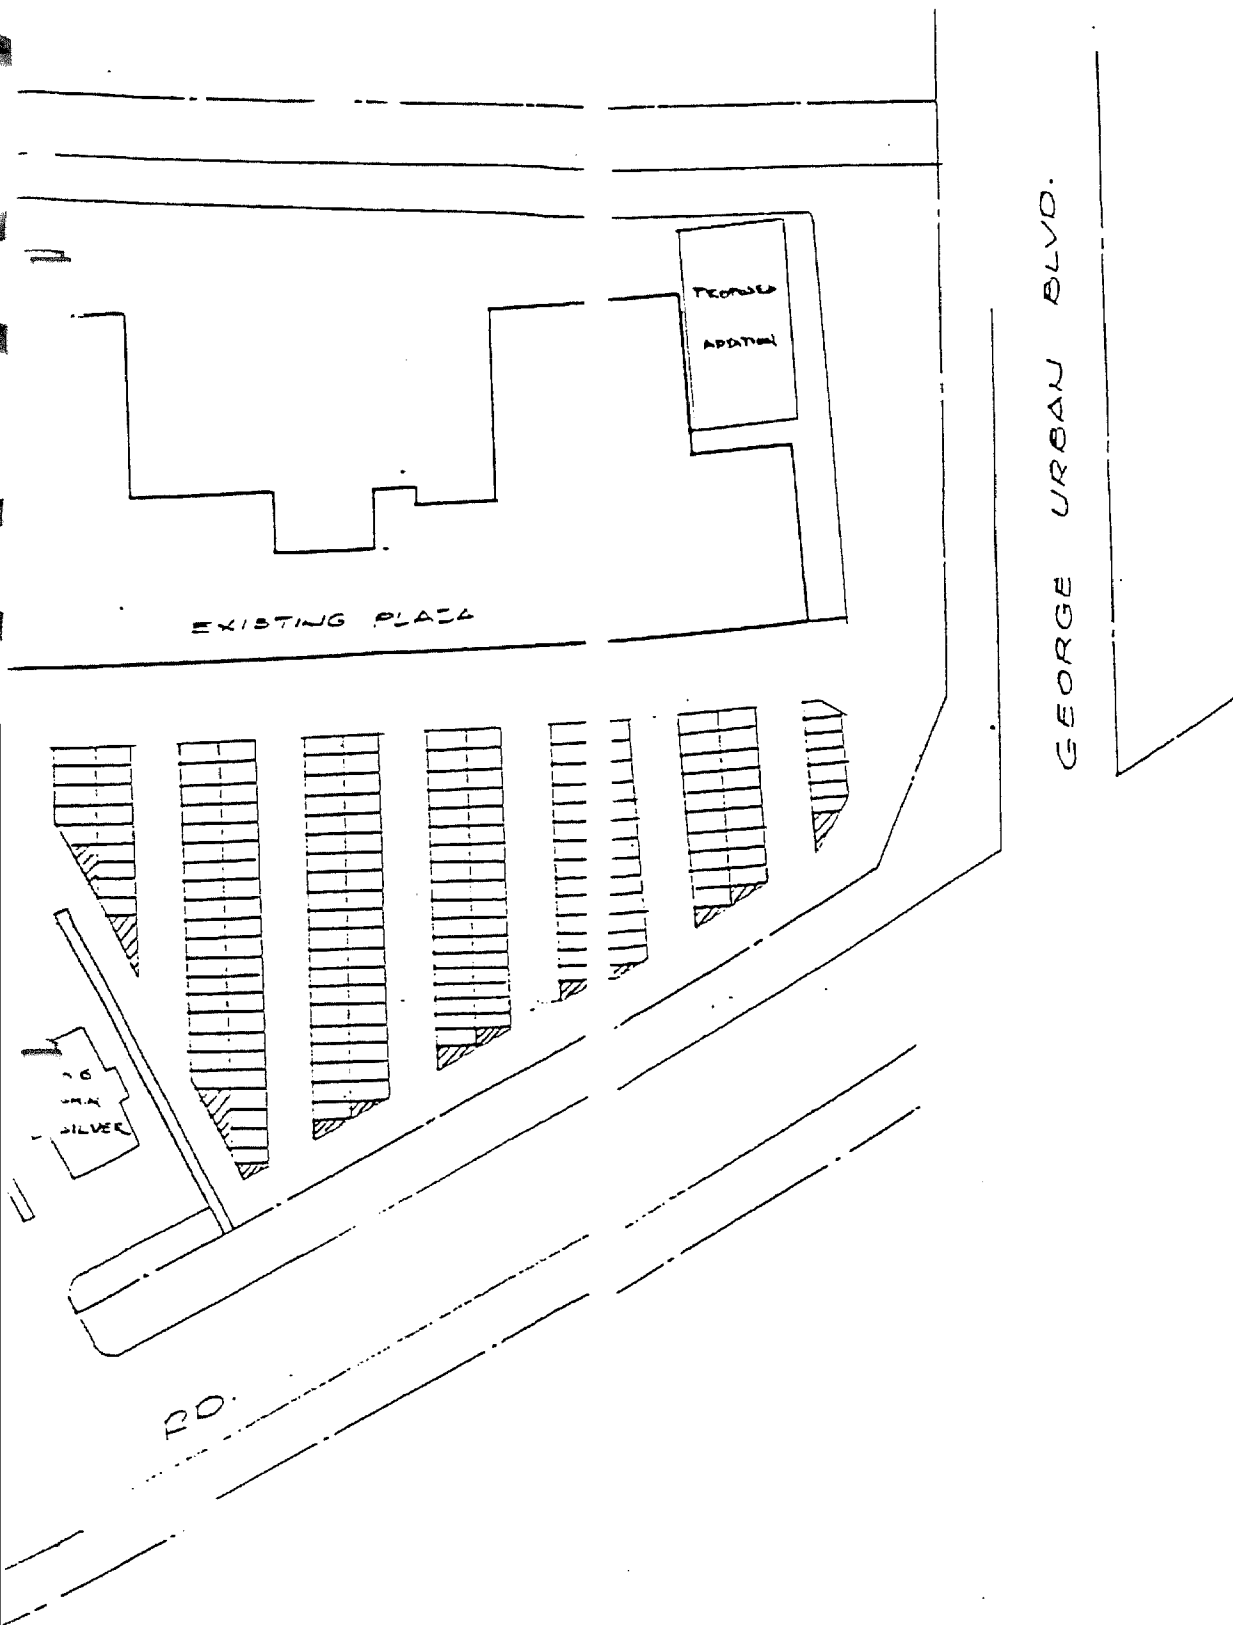 PROPOSED
ADDITION
GEORGE URBAN BLVD.
EXISTING PLAZA
SILVER
RD.